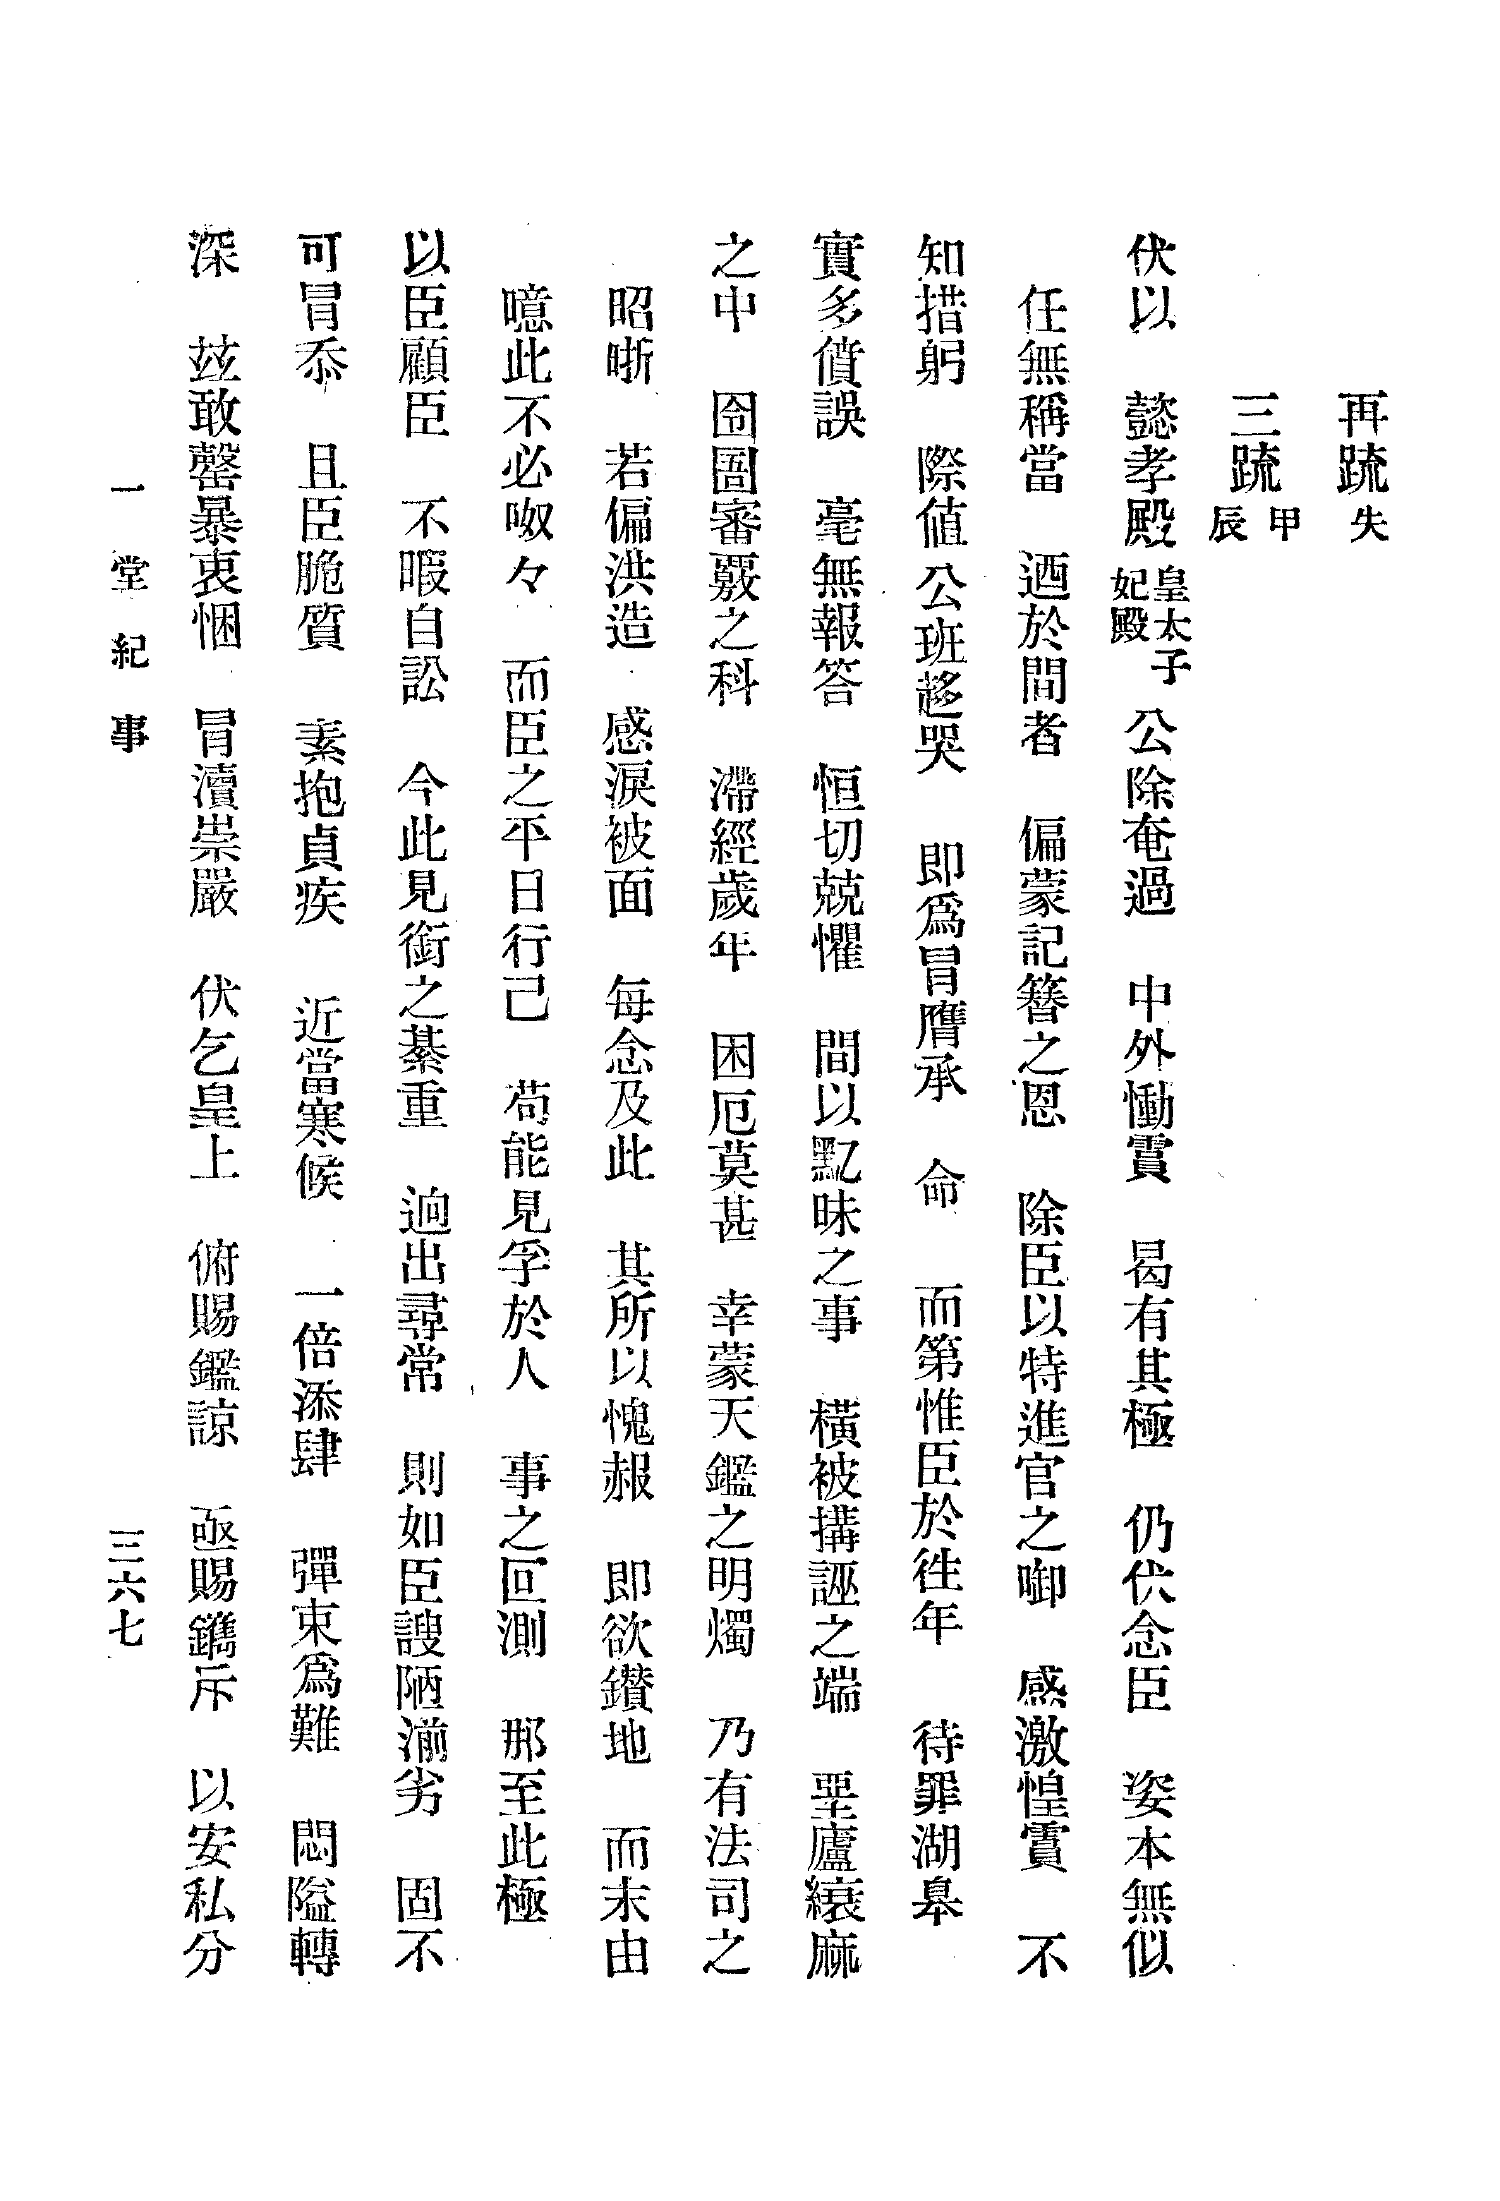 再疏 失
三疏 甲辰
伏以 懿孝殿 皇太子妃殿 公除奄過 中外慟霣 曷有其極 仍伏念臣 姿本無似
任無稱當 迺於間者 偏蒙記簪之恩 除臣以特進官之啣 感激惶霣 不
知措躬 際値公班趍哭 即爲冒膺承 命 而第惟臣於徃年 待罪湖臯
實多僨誤 毫無報答 恒切兢懼 間以黓昧之事 橫被搆誣之端 堊廬縗麻
之中 囹圄審覈之科 滯經歲年 困厄莫甚 幸蒙天鑑之明燭 乃有法司之
昭晣 若偏洪造 感淚被面 每念及此 其所以愧赧 即欲鑽地 而末由
噫此不必呶々 而臣之平日行己 苟能見孚於人 事之叵測 那至此極
以臣顧臣 不暇自訟 今此見銜之綦重 逈出尋常 則如臣謏陋湔劣 固不
可冒忝 且臣脆質 素抱貞疾 近當寒候 一倍添肆 彈束爲難 悶隘轉
深 玆敢罄暴衷悃 冒瀆崇嚴 伏乞皇上 俯賜鑑諒 亟賜鐫斥 以安私分
一堂紀事 三六七